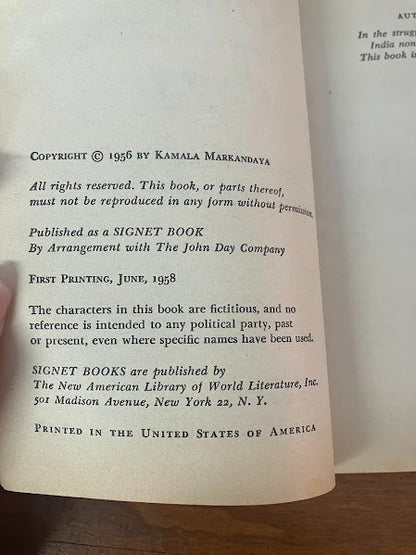 COPYRIGHT © 1956 BY KAMALA MARKANDAYA
All rights reserved. This book, or parts thereof,
must not be reproduced in any form without permission.
Published as a SIGNET BOOK
By Arrangement with The John Day Company
FIRST PRINTING, JUNE, 1958
The characters in this book are fictitious, and no
reference is intended to any political party, past
or present, even where specific names have been used.
SIGNET BOOKS are published by
The New American Library of World Literature, Inc.
501 Madison Avenue, New York 22, N. Y.
PRINTED IN THE UNITED STATES OF AMERICA
AUT
In the strug
India non
This book is